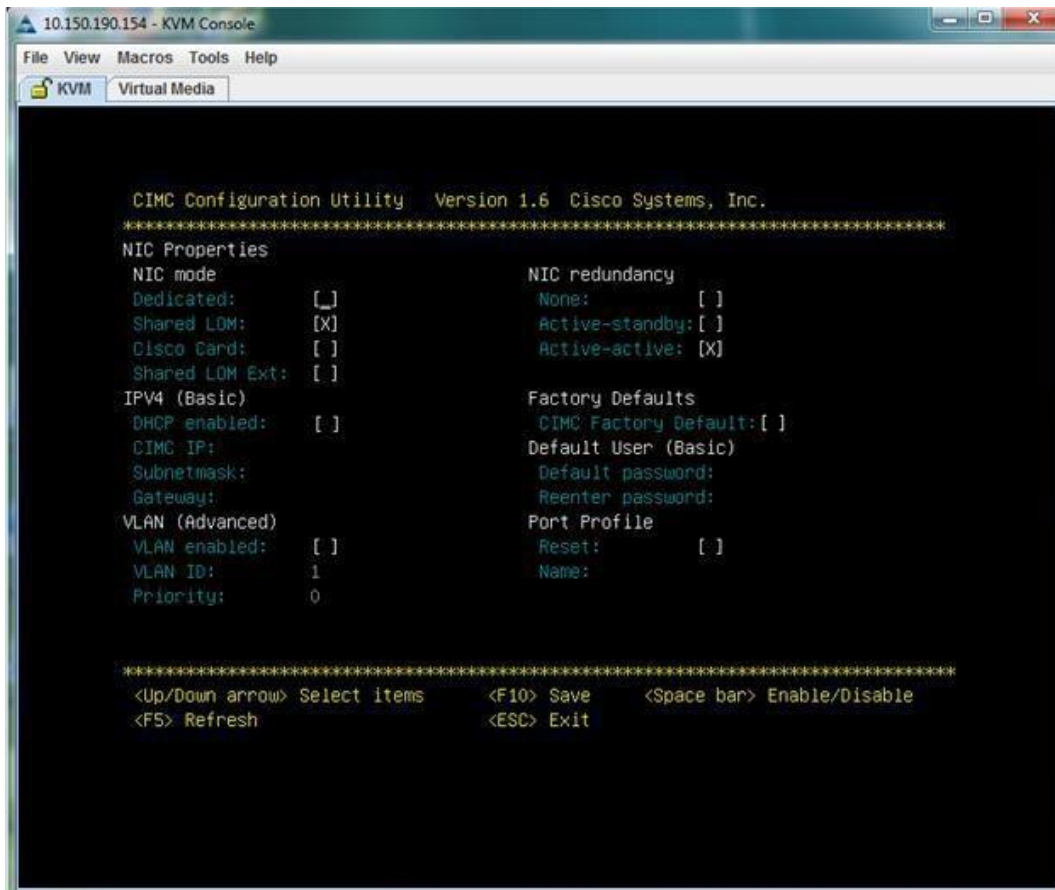 10.150.190.154 - KVM Console
File View Macros Tools Help
KVM Virtual Media
CIMC Configuration Utility Version 1.6 Cisco Systems, Inc.
******************************************************************************
NIC Properties
NIC mode NIC redundancy
Dedicated: [_] None: [ ]
Shared LOM: [X] Active-standby:[ ]
Cisco Card: [ ] Active-active: [X]
Shared LOM Ext: [ ]
IPV4 (Basic) Factory Defaults
DHCP enabled: [ ] CIMC Factory Default:[ ]
CIMC IP: Default User (Basic)
Subnetmask: Default password:
Gateway: Reenter password:
VLAN (Advanced) Port Profile
VLAN enabled: [ ] Reset: [ ]
VLAN ID: 1 Name:
Priority: 0
*******************************************************************************
<Up/Down arrow> Select items <F10> Save <Space bar> Enable/Disable
<F5> Refresh <ESC> Exit